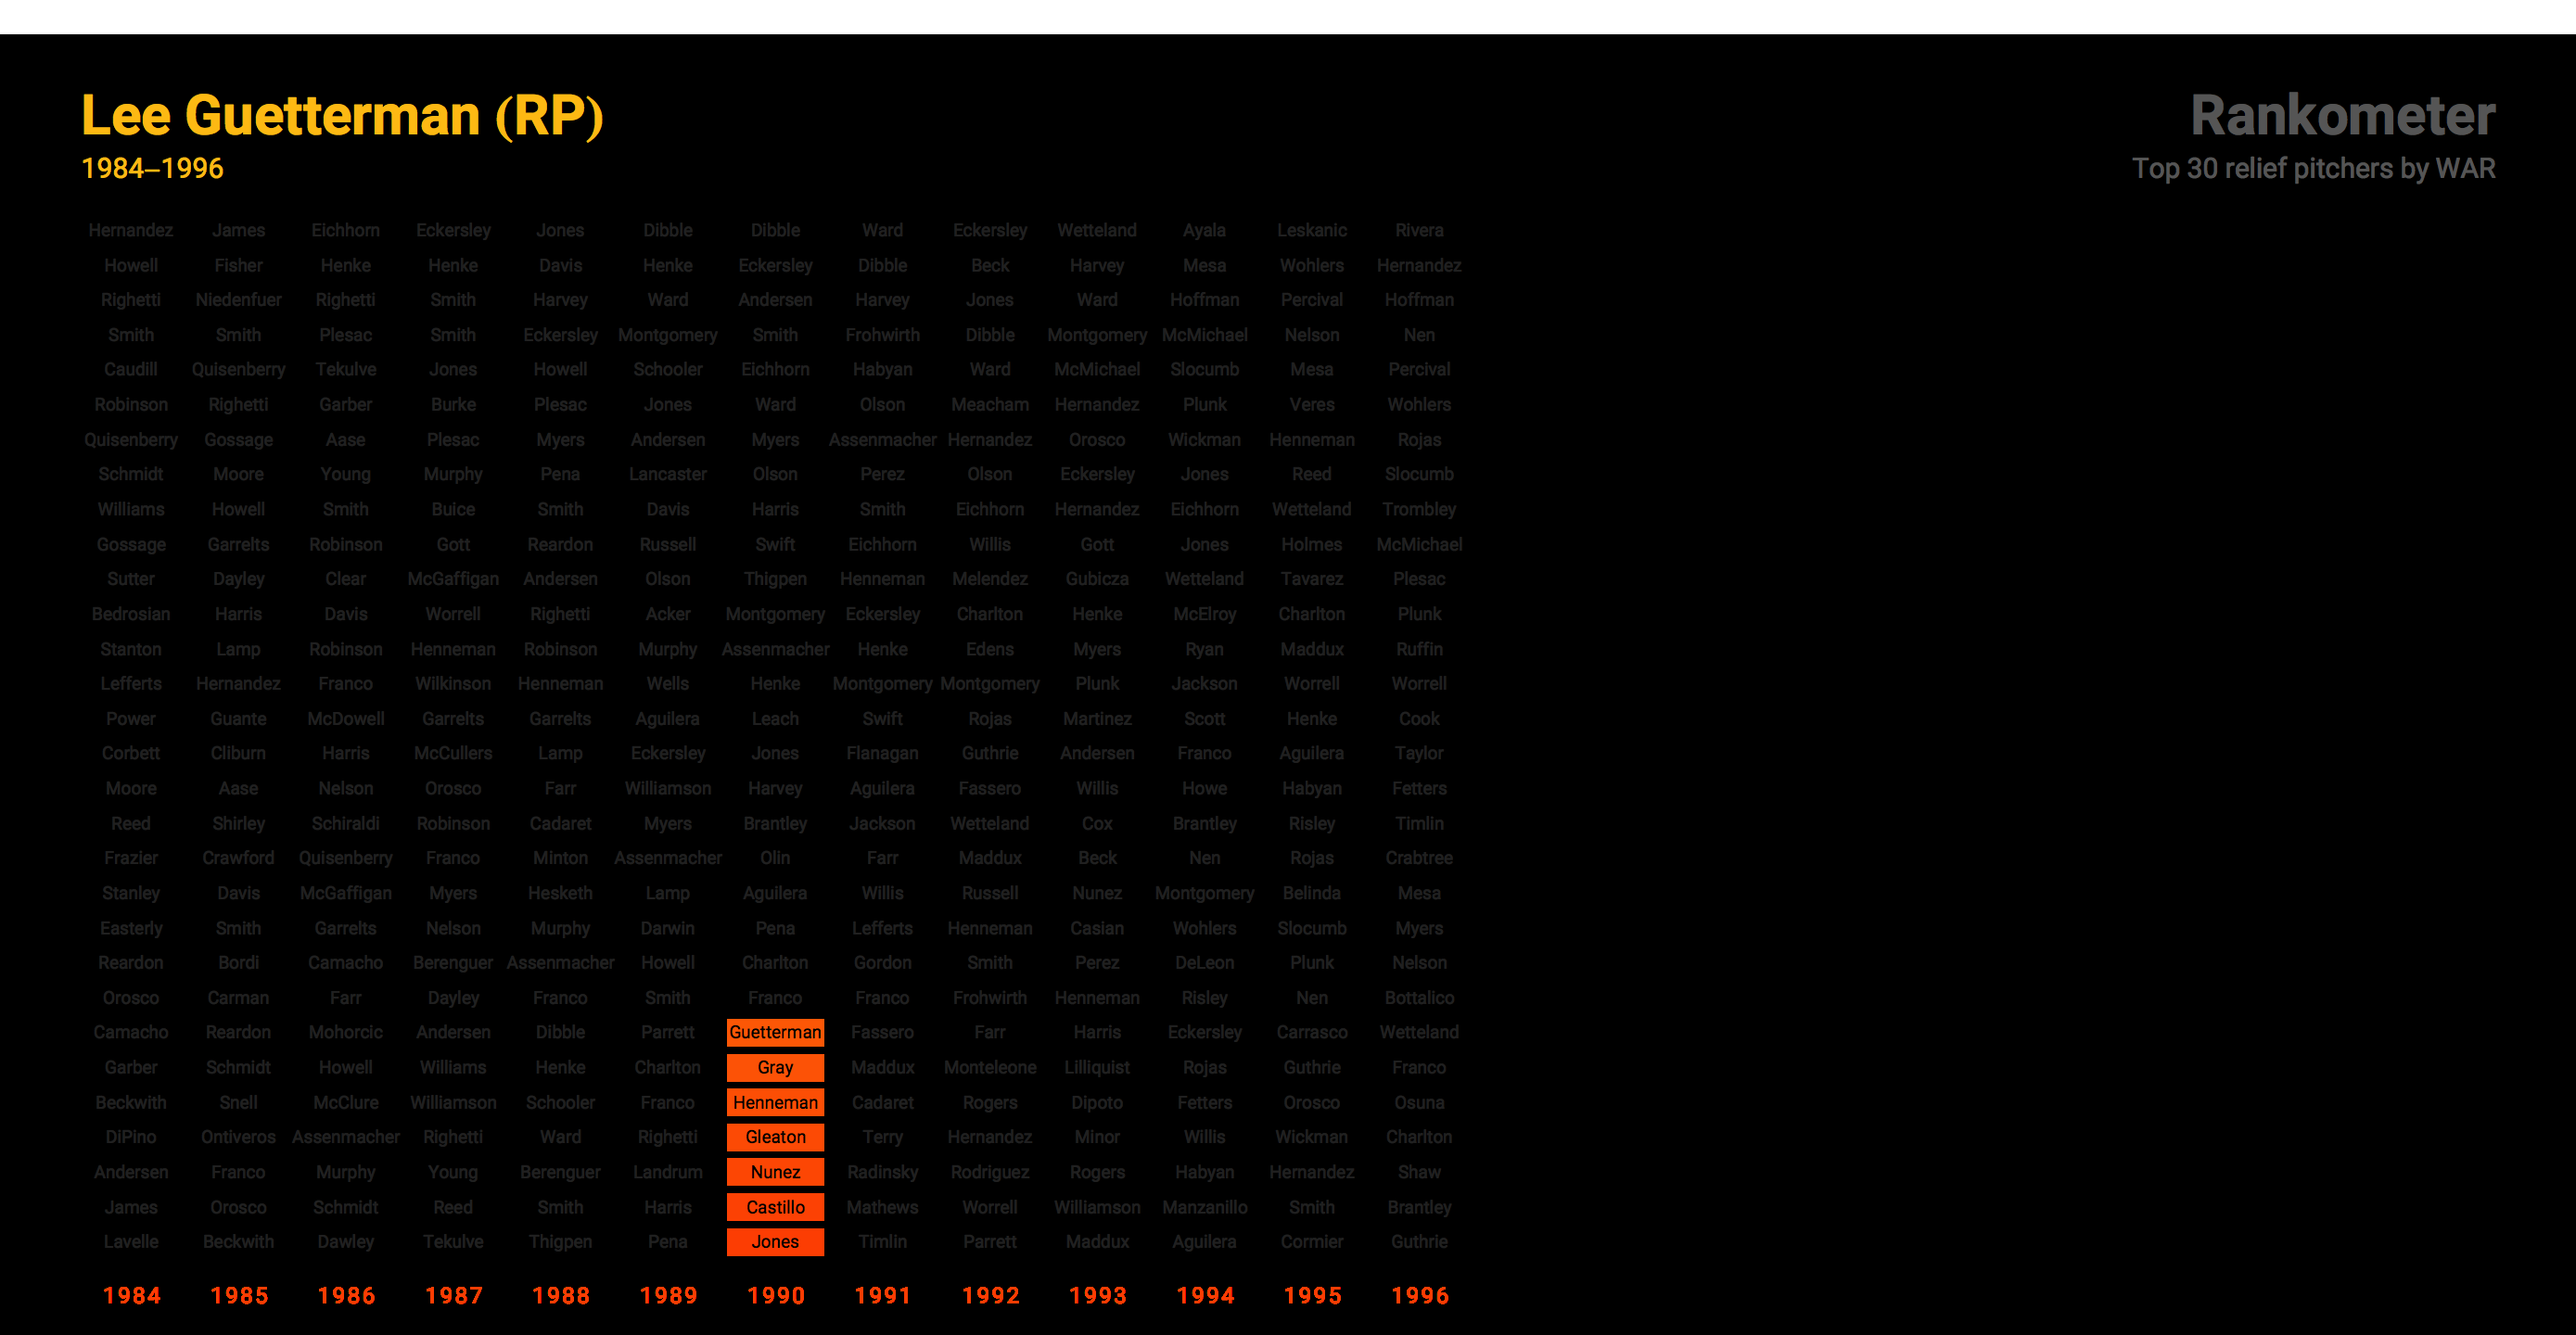 Lee Guetterman (RP)
Rankometer
1984–1996
Top 30 relief pitchers by WAR
Hernandez James Eichhorn Eckersley Jones Dibble Dibble Ward Eckersley Wetteland Ayala Leskanic Rivera
Howell Fisher Henke Henke Davis Henke Eckersley Dibble Beck Harvey Mesa Wohlers Hernandez
Righetti Niedenfuer Righetti Smith Harvey Ward Andersen Harvey Jones Ward Hoffman Percival Hoffman
Smith Smith Plesac Smith Eckersley Montgomery Smith Frohwirth Dibble Montgomery McMichael Nelson Nen
Caudill Quisenberry Tekulve Jones Howell Schooler Eichhorn Habyan Ward McMichael Slocumb Mesa Percival
Robinson Righetti Garber Burke Plesac Jones Ward Olson Meacham Hernandez Plunk Veres Wohlers
Quisenberry Gossage Aase Plesac Myers Andersen Myers Assenmacher Hernandez Orosco Wickman Henneman Rojas
Schmidt Moore Young Murphy Pena Lancaster Olson Perez Olson Eckersley Jones Reed Slocumb
Williams Howell Smith Buice Smith Davis Harris Smith Eichhorn Hernandez Eichhorn Wetteland Trombley
Gossage Garrelts Robinson Gott Reardon Russell Swift Eichhorn Willis Gott Jones Holmes McMichael
Sutter Dayley Clear McGaffigan Andersen Olson Thigpen Henneman Melendez Gubicza Wetteland Tavarez Plesac
Bedrosian Harris Davis Worrell Righetti Acker Montgomery Eckersley Charlton Henke McElroy Charlton Plunk
Stanton Lamp Robinson Henneman Robinson Murphy Assenmacher Henke Edens Myers Ryan Maddux Ruffin
Lefferts Hernandez Franco Wilkinson Henneman Wells Henke Montgomery Montgomery Plunk Jackson Worrell Worrell
Power Guante McDowell Garrelts Garrelts Aguilera Leach Swift Rojas Martinez Scott Henke Cook
Corbett Cliburn Harris McCullers Lamp Eckersley Jones Flanagan Guthrie Andersen Franco Aguilera Taylor
Moore Aase Nelson Orosco Farr Williamson Harvey Aguilera Fassero Willis Howe Habyan Fetters
Reed Shirley Schiraldi Robinson Cadaret Myers Brantley Jackson Wetteland Cox Brantley Risley Timlin
Frazier Crawford Quisenberry Franco Minton Assenmacher Olin Farr Maddux Beck Nen Rojas Crabtree
Stanley Davis McGaffigan Myers Hesketh Lamp Aguilera Willis Russell Nunez Montgomery Belinda Mesa
Easterly Smith Garrelts Nelson Murphy Darwin Pena Lefferts Henneman Casian Wohlers Slocumb Myers
Reardon Bordi Camacho Berenguer Assenmacher Howell Charlton Gordon Smith Perez DeLeon Plunk Nelson
Orosco Carman Farr Dayley Franco Smith Franco Franco Frohwirth Henneman Risley Nen Bottalico
Camacho Reardon Mohorcic Andersen Dibble Parrett Guetterman Fassero Farr Harris Eckersley Carrasco Wetteland
Garber Schmidt Howell Williams Henke Charlton Gray Maddux Monteleone Lilliquist Rojas Guthrie Franco
Beckwith Snell McClure Williamson Schooler Franco Henneman Cadaret Rogers Dipoto Fetters Orosco Osuna
DiPino Ontiveros Assenmacher Righetti Ward Righetti Gleaton Terry Hernandez Minor Willis Wickman Charlton
Andersen Franco Murphy Young Berenguer Landrum Nunez Radinsky Rodriguez Rogers Habyan Hernandez Shaw
James Orosco Schmidt Reed Smith Harris Castillo Mathews Worrell Williamson Manzanillo Smith Brantley
Lavelle Beckwith Dawley Tekulve Thigpen Pena Jones Timlin Parrett Maddux Aguilera Cormier Guthrie
1984 1985 1986 1987 1988 1989 1990 1991 1992 1993 1994 1995 1996